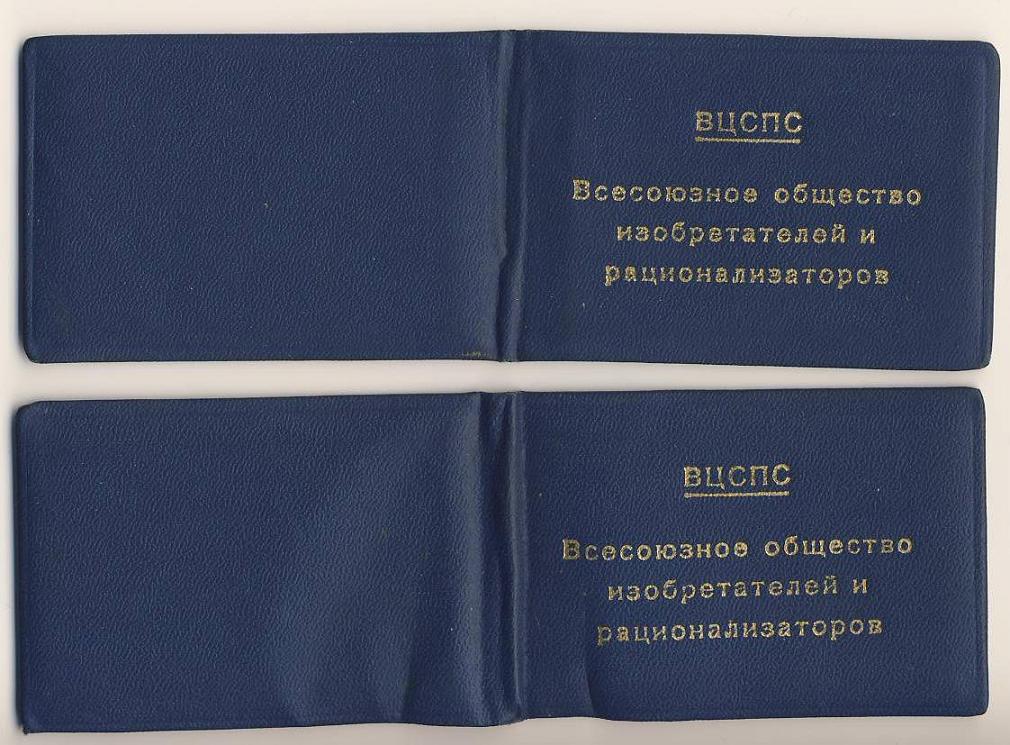 ВЦСПС
Всесоюзное общество
изобретателей и
рационализаторов
ВЦСПС
Всесоюзное общество
изобретателей и
рационализаторов